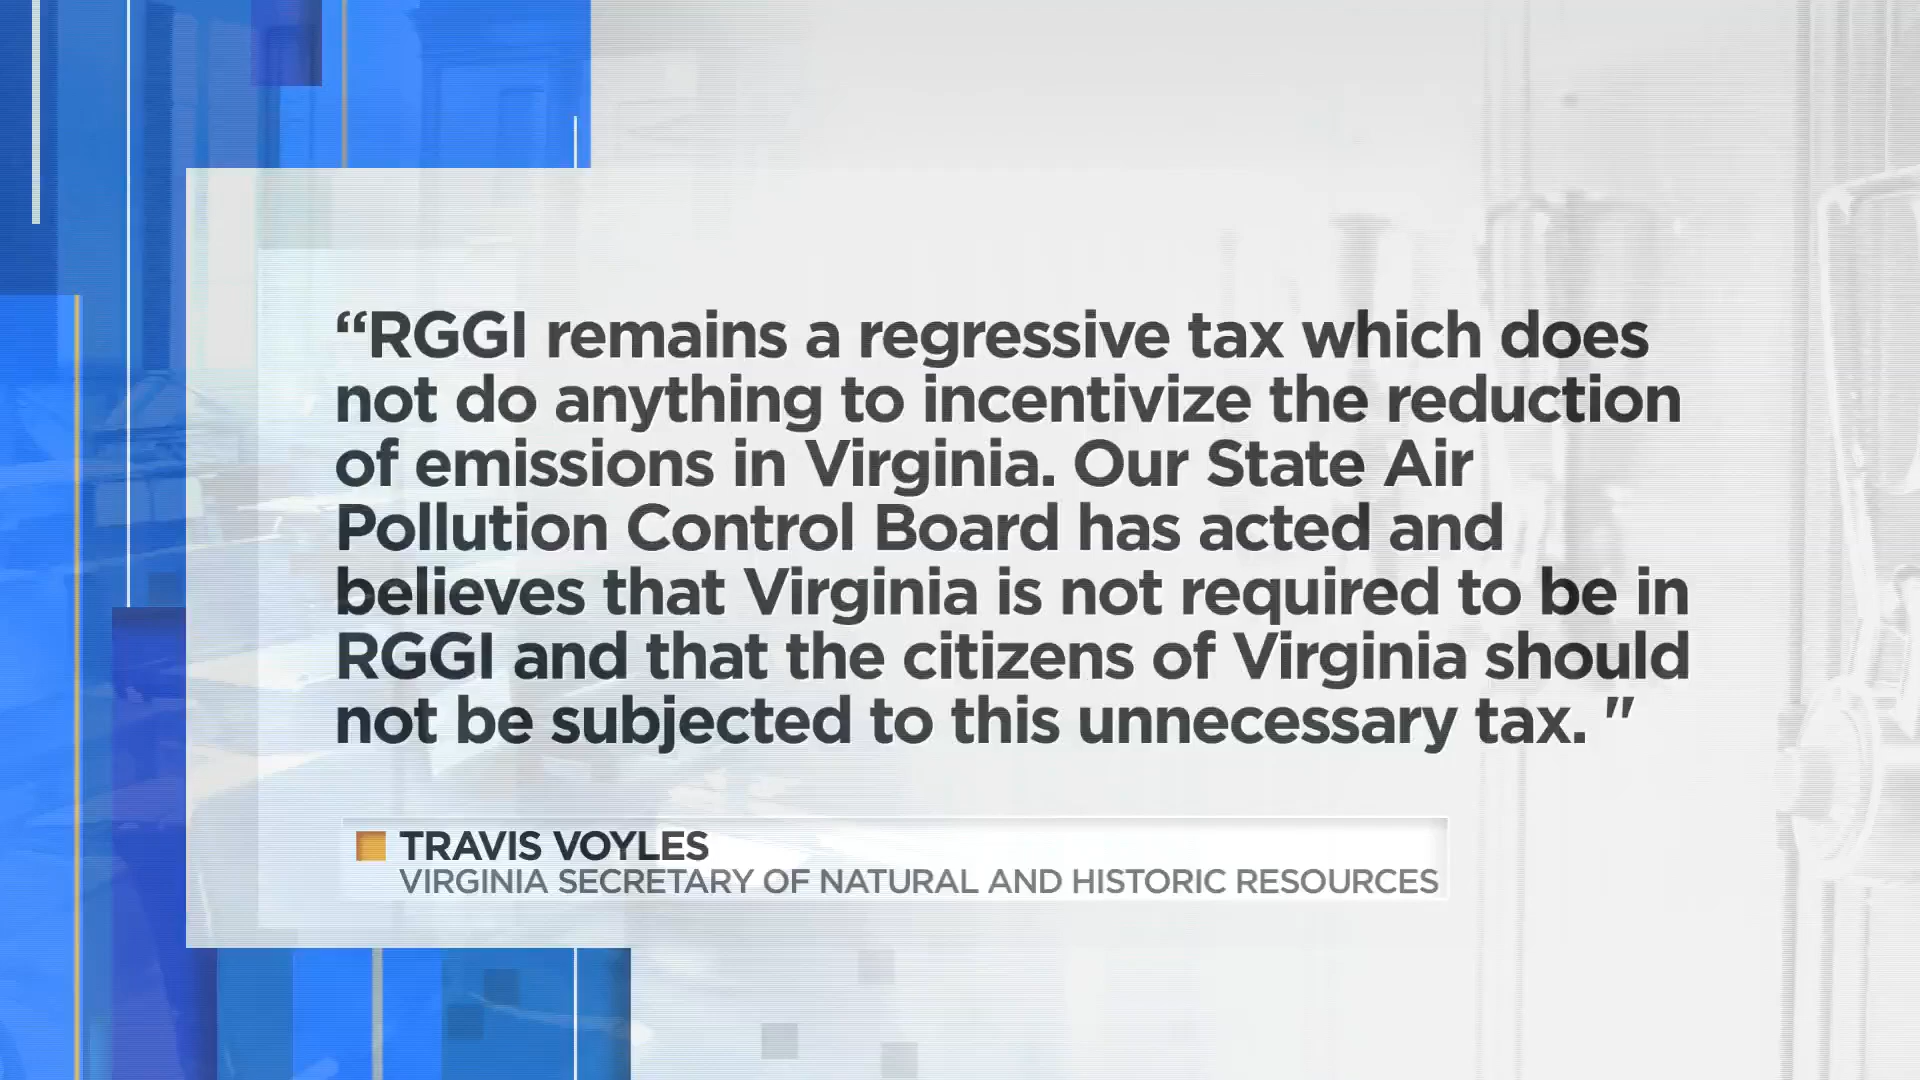 “RGGI remains a regressive tax which does
not do anything to incentivize the reduction
of emissions in Virginia. Our State Air
Pollution Control Board has acted and
believes that Virginia is not required to be in
RGGI and that the citizens of Virginia should
not be subjected to this unnecessary tax. "
TRAVIS VOYLES
VIRGINIA SECRETARY OF NATURAL AND HISTORIC RESOURCES